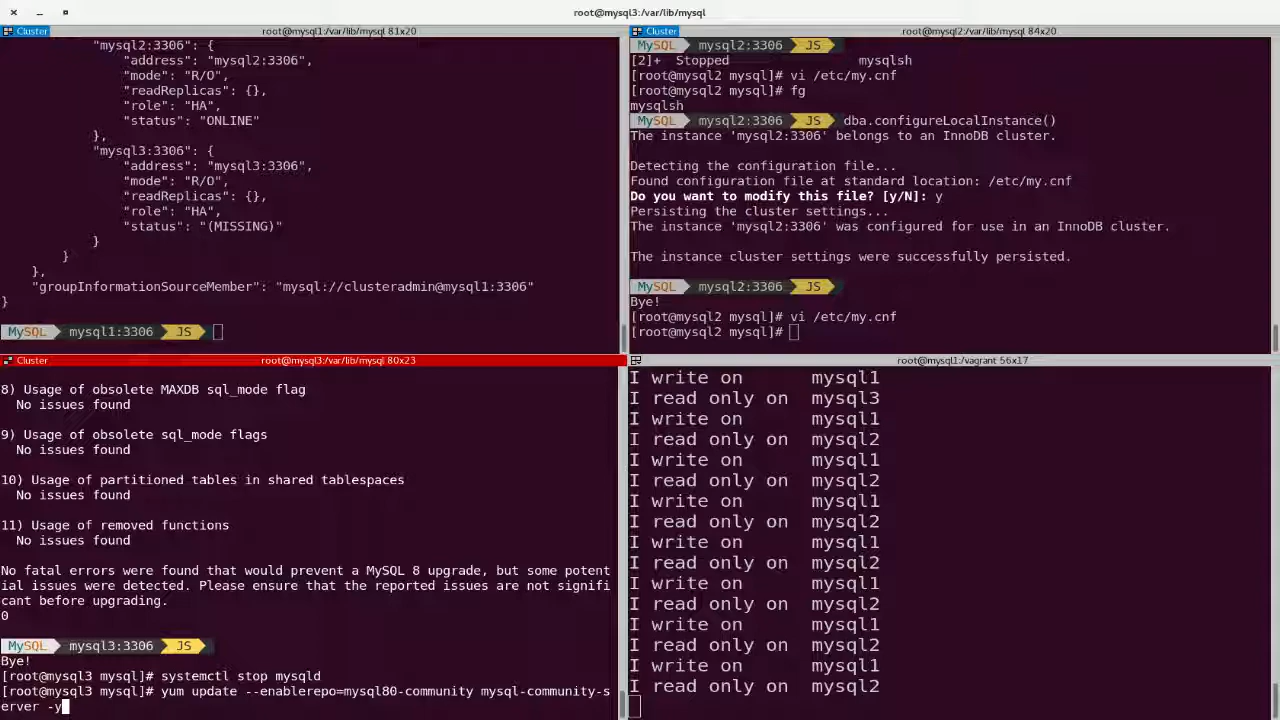 root@mysql3:/var/lib/mysql
Cluster root@mysql1:/var/lib/mysql 81x20
"mysql2:3306": {
"address": "mysql2:3306",
"mode": "R/O",
"readReplicas": {},
"role": "HA",
"status": "ONLINE"
},
"mysql3:3306": {
"address": "mysql3:3306",
"mode": "R/O",
"readReplicas": {},
"role": "HA",
"status": "(MISSING)"
}
}
},
"groupInformationSourceMember": "mysql://clusteradmin@mysql1:3306"
}
MySQL mysql1:3306 JS
Cluster root@mysql2:/var/lib/mysql 84x20
MySQL mysql2:3306 JS
[2]+ Stopped mysqlsh
[root@mysql2 mysql]# vi /etc/my.cnf
[root@mysql2 mysql]# fg
mysqlsh
MySQL mysql2:3306 JS dba.configureLocalInstance()
The instance 'mysql2:3306' belongs to an InnoDB cluster.
Detecting the configuration file...
Found configuration file at standard location: /etc/my.cnf
Do you want to modify this file? [y/N]: y
Persisting the cluster settings...
The instance 'mysql2:3306' was configured for use in an InnoDB cluster.
The instance cluster settings were successfully persisted.
MySQL mysql2:3306 JS
Bye!
[root@mysql2 mysql]# vi /etc/my.cnf
[root@mysql2 mysql]#
Cluster root@mysql3:/var/lib/mysql 80x23
8) Usage of obsolete MAXDB sql_mode flag
No issues found
9) Usage of obsolete sql_mode flags
No issues found
10) Usage of partitioned tables in shared tablespaces
No issues found
11) Usage of removed functions
No issues found
No fatal errors were found that would prevent a MySQL 8 upgrade, but some potent
ial issues were detected. Please ensure that the reported issues are not signifi
cant before upgrading.
0
MySQL mysql3:3306 JS
Bye!
[root@mysql3 mysql]# systemctl stop mysqld
[root@mysql3 mysql]# yum update --enablerepo=mysql80-community mysql-community-s
erver -y
root@mysql1:/vagrant 56x17
I write on mysql1
I read only on mysql3
I write on mysql1
I read only on mysql2
I write on mysql1
I read only on mysql2
I write on mysql1
I read only on mysql2
I write on mysql1
I read only on mysql2
I write on mysql1
I read only on mysql2
I write on mysql1
I read only on mysql2
I write on mysql1
I read only on mysql2